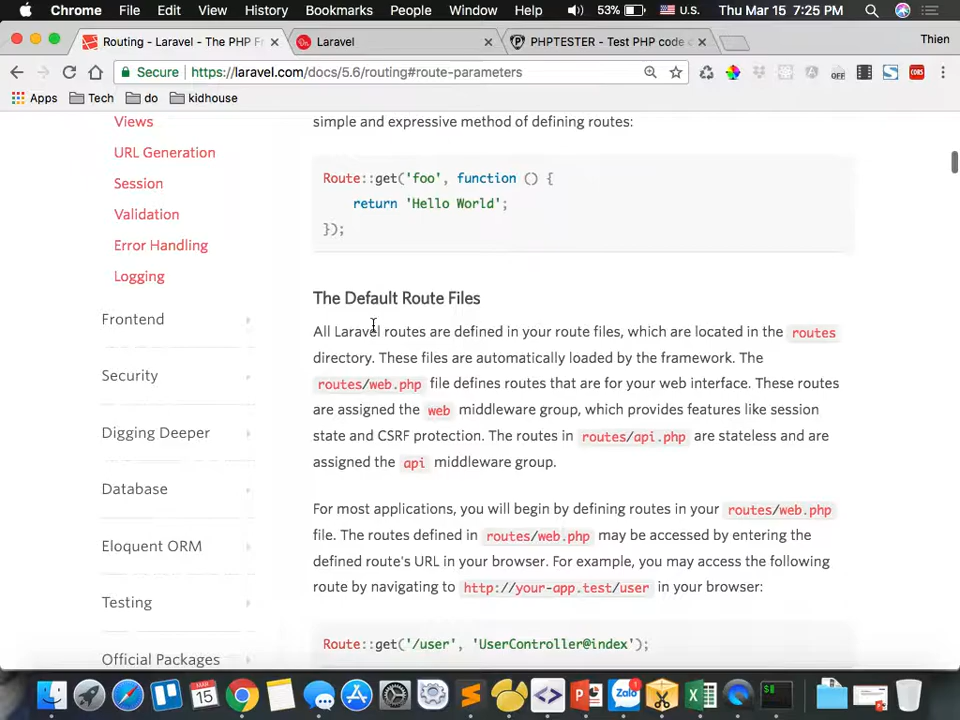 Chrome File Edit View History Bookmarks People Window Help 53% U.S. Thu Mar 15 7:25 PM
Routing - Laravel - The PHP F Laravel PHPTESTER - Test PHP code Thien
Secure https://laravel.com/docs/5.6/routing#route-parameters OFF CORS
Apps Tech do kidhouse
Views
URL Generation
Session
Validation
Error Handling
Logging
Frontend
Security
Digging Deeper
Database
Eloquent ORM
Testing
Official Packages
simple and expressive method of defining routes:
Route::get('foo', function () {
return 'Hello World';
});
The Default Route Files
All Laravel routes are defined in your route files, which are located in the routes
directory. These files are automatically loaded by the framework. The
routes/web.php file defines routes that are for your web interface. These routes
are assigned the web middleware group, which provides features like session
state and CSRF protection. The routes in routes/api.php are stateless and are
assigned the api middleware group.
For most applications, you will begin by defining routes in your routes/web.php
file. The routes defined in routes/web.php may be accessed by entering the
defined route's URL in your browser. For example, you may access the following
route by navigating to http://your-app.test/user in your browser:
Route::get('/user', 'UserController@index');
15 Zalo 1